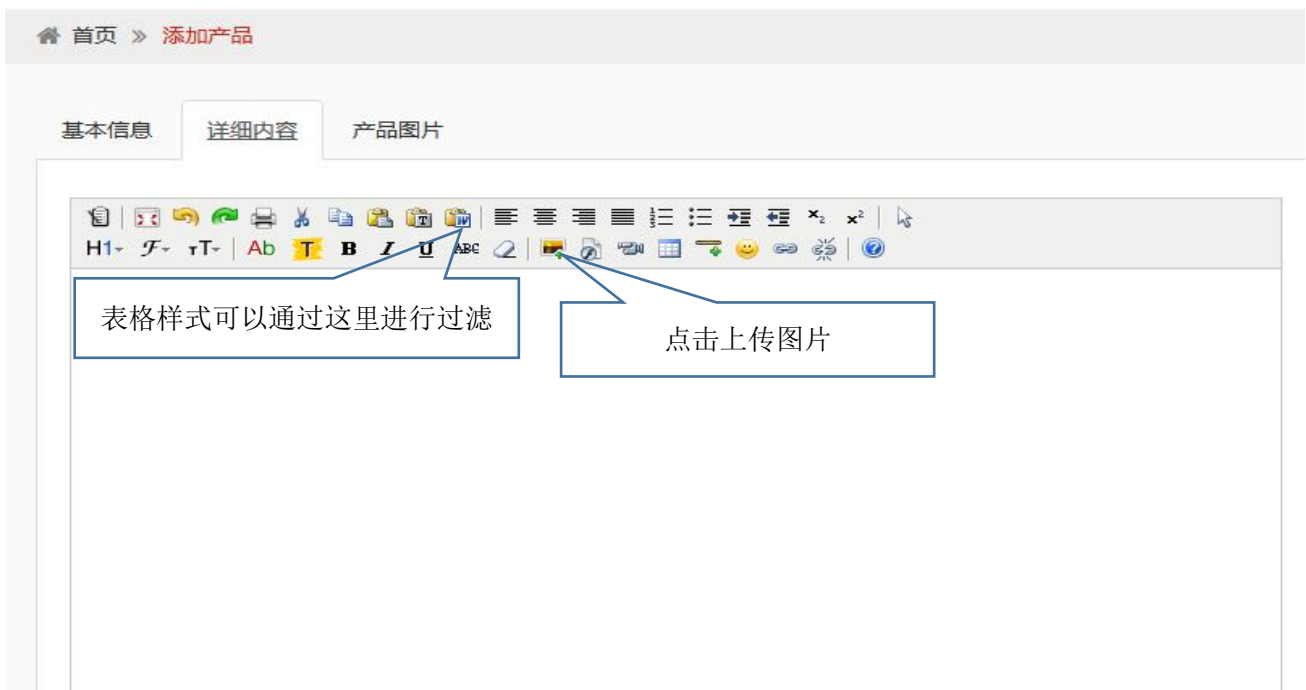 首页 » 添加产品
基本信息 详细内容 产品图片
H1 F тT Ab T B I U ABC
表格样式可以通过这里进行过滤
点击上传图片